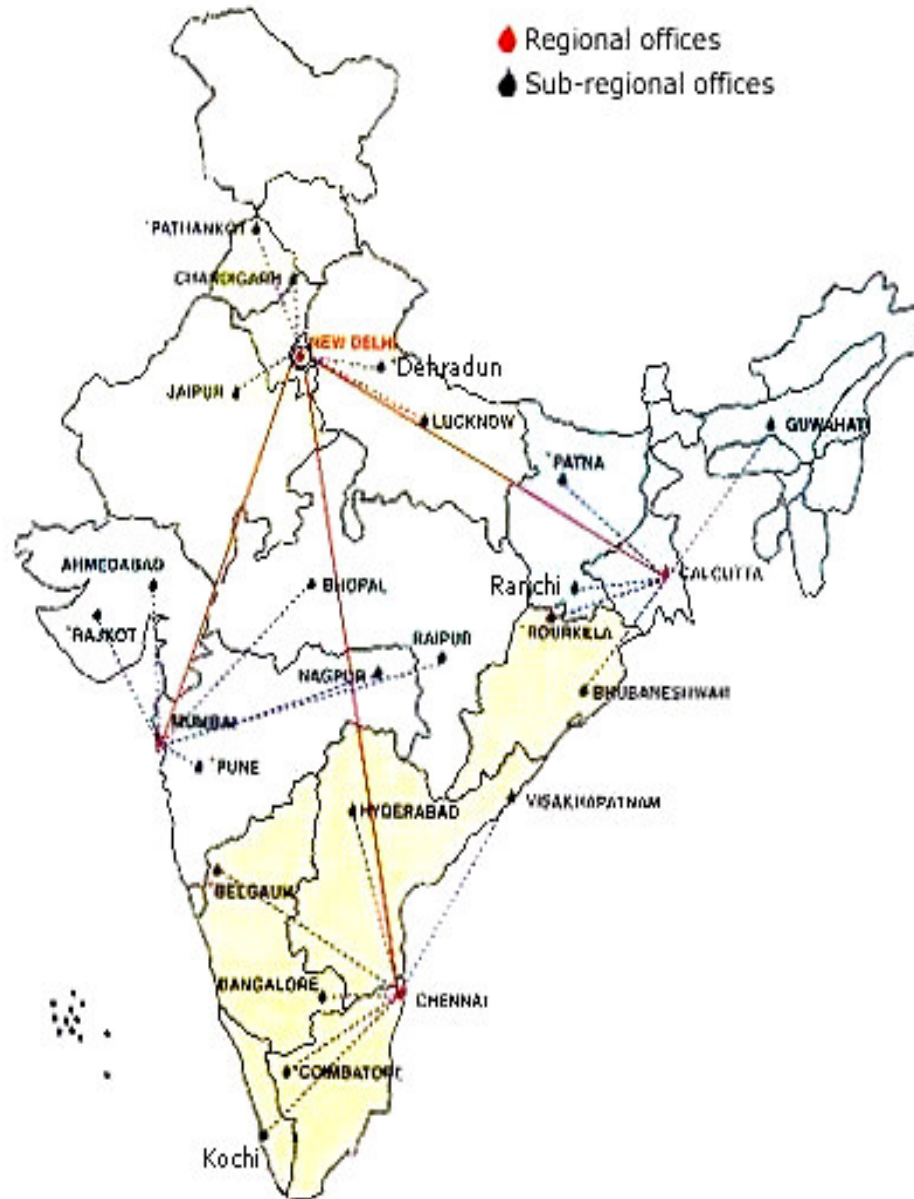 Regional offices
Sub-regional offices
*PATHANKOT
CHANDIGARH
NEW DELHI
Dehradun
JAIPUR
LUCKNOW
GUWAHATI
*PATNA
AHMEDABAD
BHOPAL
Ranchi
CALCUTTA
*RAJKOT
RAIPUR
*ROURKELA
NAGPUR
BHUBANESHWAR
MUMBAI
*PUNE
HYDERABAD
VISAKHAPATNAM
*BELGAUM
BANGALORE
CHENNAI
*COIMBATORE
Kochi